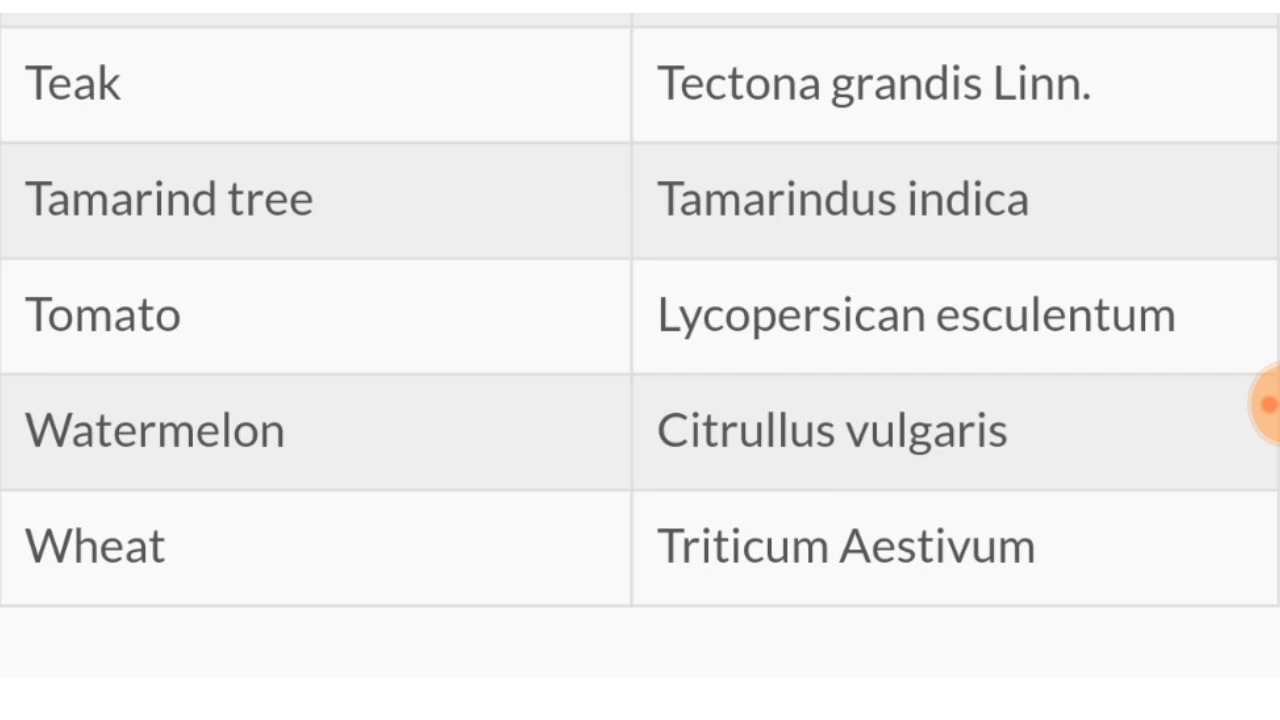 Teak Tectona grandis Linn.
Tamarind tree Tamarindus indica
Tomato Lycopersican esculentum
Watermelon Citrullus vulgaris
Wheat Triticum Aestivum